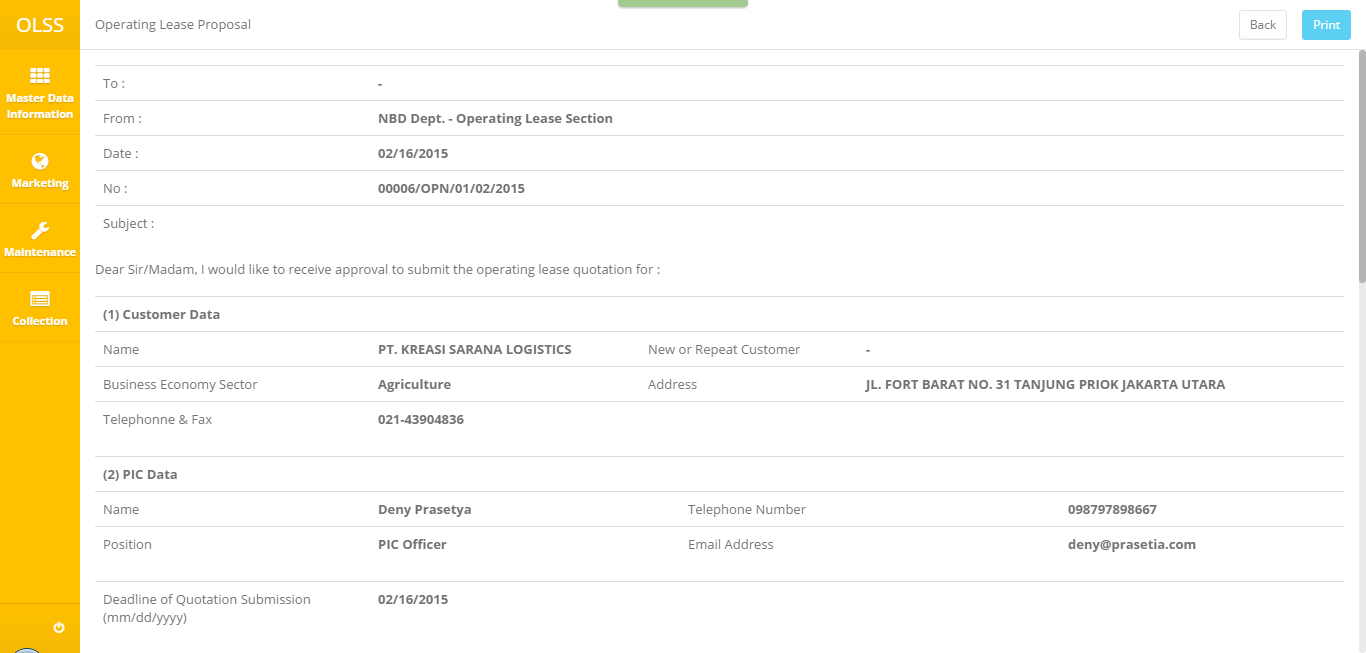 OLSS
Operating Lease Proposal
Back
Print
Master Data
Information
Marketing
Maintenance
Collection
To : -
From : NBD Dept. - Operating Lease Section
Date : 02/16/2015
No : 00006/OPN/01/02/2015
Subject :
Dear Sir/Madam, I would like to receive approval to submit the operating lease quotation for :
(1) Customer Data
Name PT. KREASI SARANA LOGISTICS New or Repeat Customer -
Business Economy Sector Agriculture Address JL. FORT BARAT NO. 31 TANJUNG PRIOK JAKARTA UTARA
Telephonne & Fax 021-43904836
(2) PIC Data
Name Deny Prasetya Telephone Number 098797898667
Position PIC Officer Email Address deny@prasetia.com
Deadline of Quotation Submission 02/16/2015
(mm/dd/yyyy)